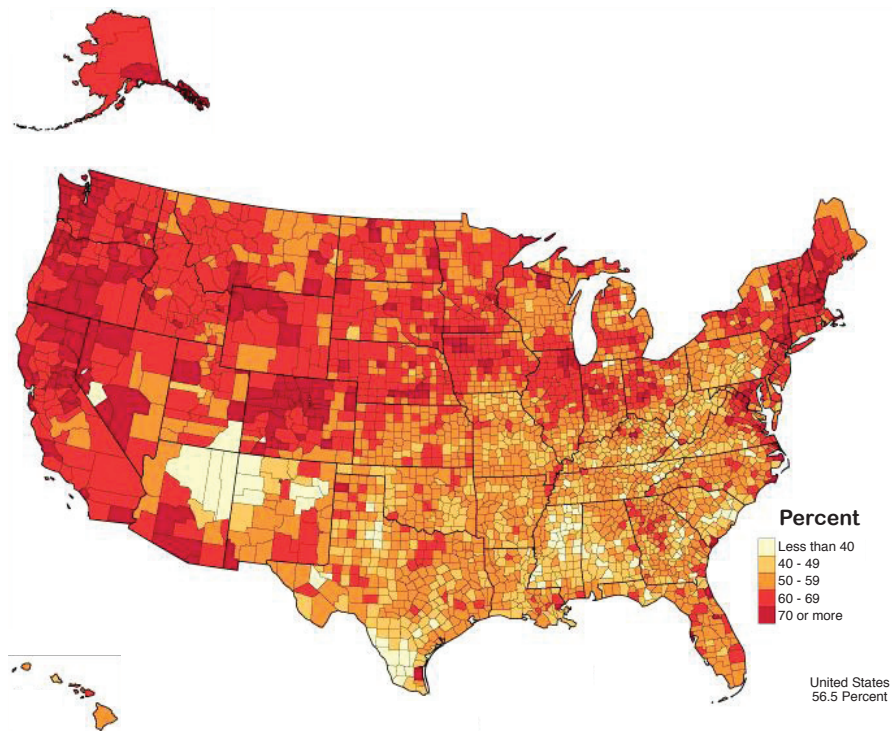 Percent
Less than 40
40 - 49
50 - 59
60 - 69
70 or more
United States
56.5 Percent